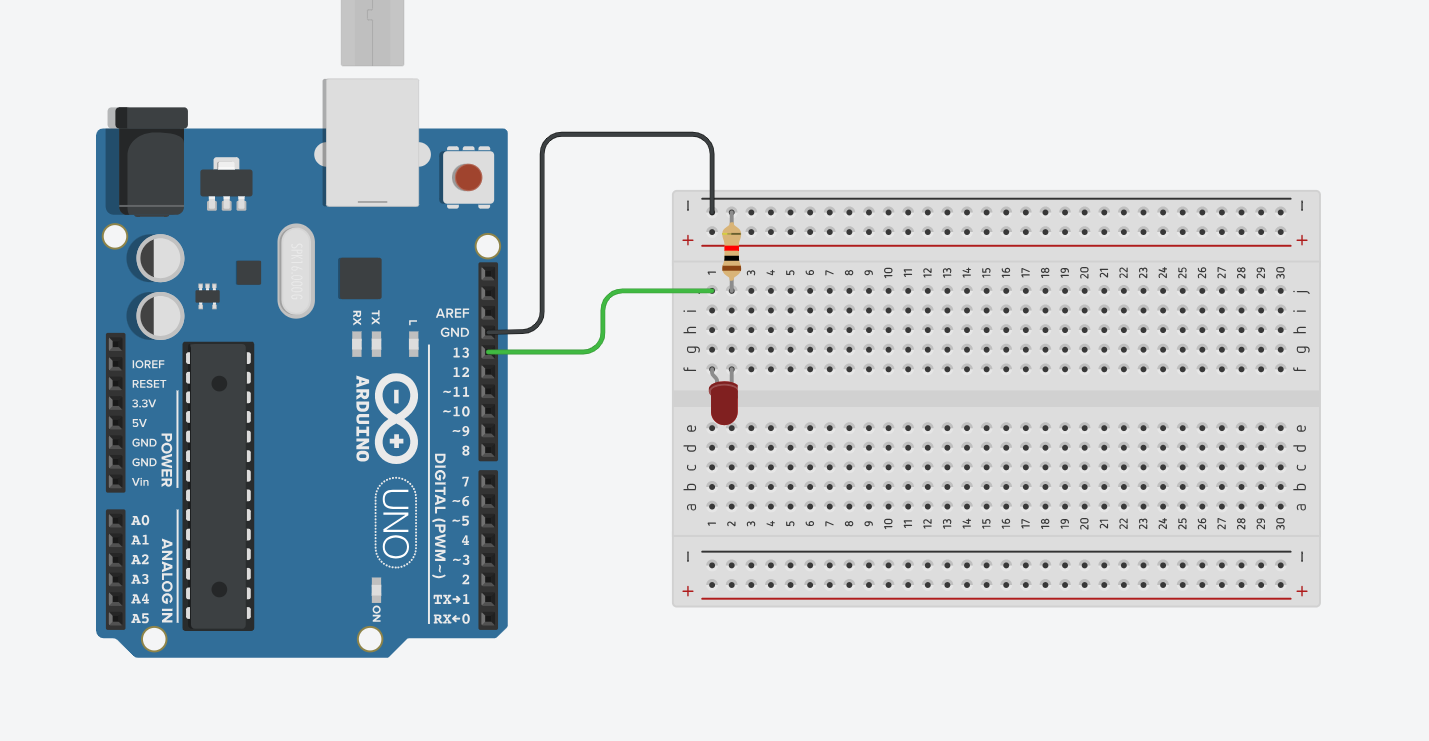 AREF
GND
13
12
~11
~10
~9
8
7
~6
~5
4
~3
2
TX→1
RX←0
DIGITAL (PWM~)
RX
TX
L
ARDUINO
UNO
ON
IOREF
RESET
3.3V
5V
GND
GND
Vin
POWER
A0
A1
A2
A3
A4
A5
ANALOG IN
- -
+ +
1 2 3 4 5 6 7 8 9 10 11 12 13 14 15 16 17 18 19 20 21 22 23 24 25 26 27 28 29 30
j j
i i
h h
g g
f f
e e
d d
c c
b b
a a
1 2 3 4 5 6 7 8 9 10 11 12 13 14 15 16 17 18 19 20 21 22 23 24 25 26 27 28 29 30
- -
+ +